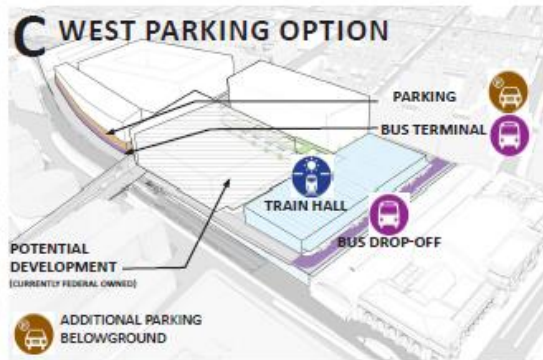 C WEST PARKING OPTION
PARKING
BUS TERMINAL
TRAIN HALL
BUS DROP-OFF
POTENTIAL
DEVELOPMENT
(CURRENTLY FEDERAL OWNED)
ADDITIONAL PARKING
BELOWGROUND